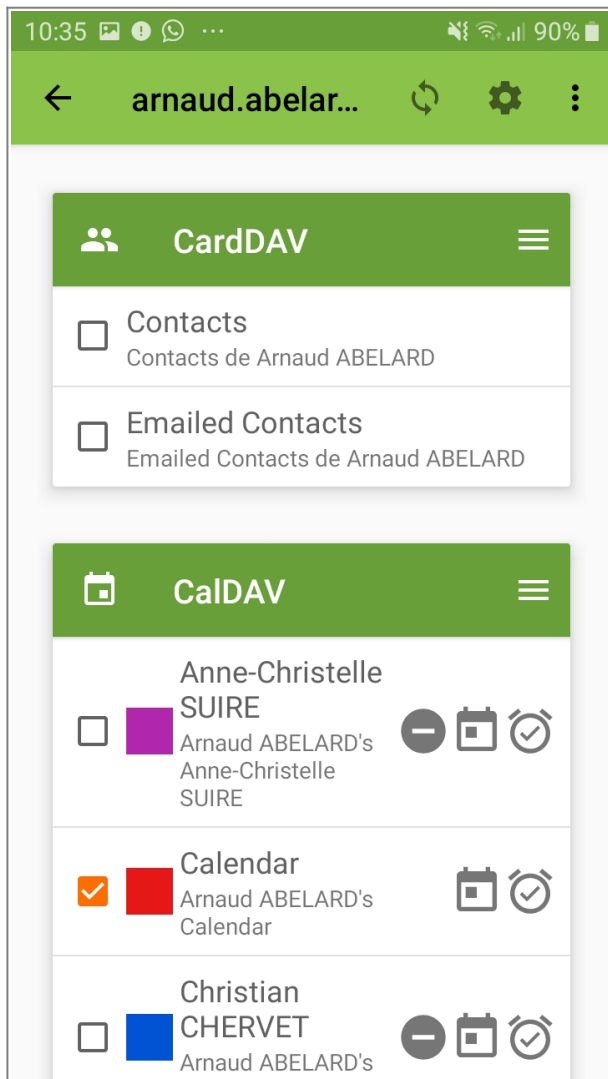 10:35 90%
arnaud.abelar...
CardDAV
Contacts
Contacts de Arnaud ABELARD
Emailed Contacts
Emailed Contacts de Arnaud ABELARD
CalDAV
Anne-Christelle
SUIRE
Arnaud ABELARD's
Anne-Christelle
SUIRE
Calendar
Arnaud ABELARD's
Calendar
Christian
CHERVET
Arnaud ABELARD's